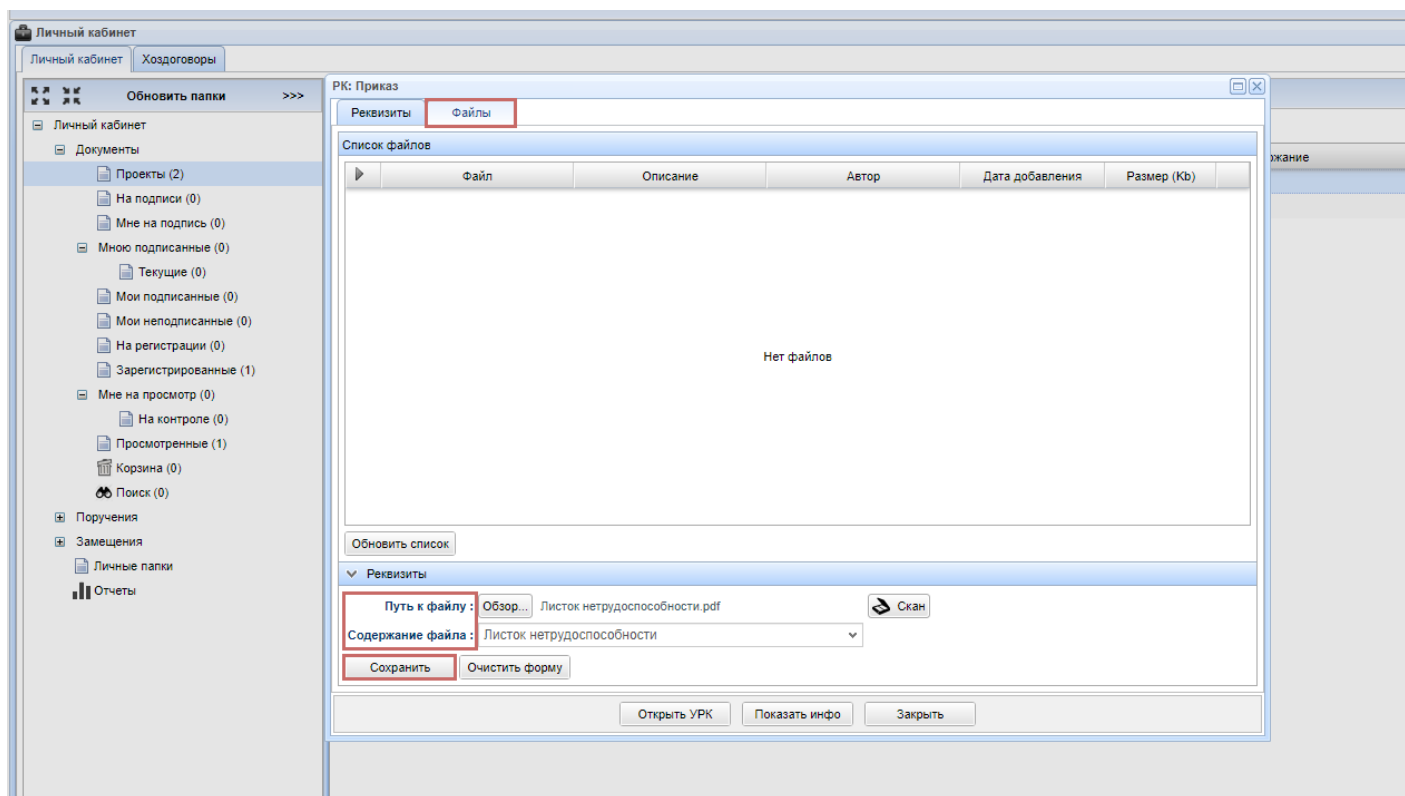 Личный кабинет
Личный кабинет Хоздоговоры
Обновить папки >>>
Личный кабинет
Документы
Проекты (2)
На подписи (0)
Мне на подпись (0)
Мною подписанные (0)
Текущие (0)
Мои подписанные (0)
Мои неподписанные (0)
На регистрации (0)
Зарегистрированные (1)
Мне на просмотр (0)
На контроле (0)
Просмотренные (1)
Корзина (0)
Поиск (0)
Поручения
Замещения
Личные папки
Отчеты
РК: Приказ
Реквизиты Файлы
Список файлов
Файл Описание Автор Дата добавления Размер (Kb)
Нет файлов
Обновить список
Реквизиты
Путь к файлу : Обзор... Листок нетрудоспособности.pdf Скан
Содержание файла : Листок нетрудоспособности
Сохранить Очистить форму
Открыть УРК Показать инфо Закрыть
жание